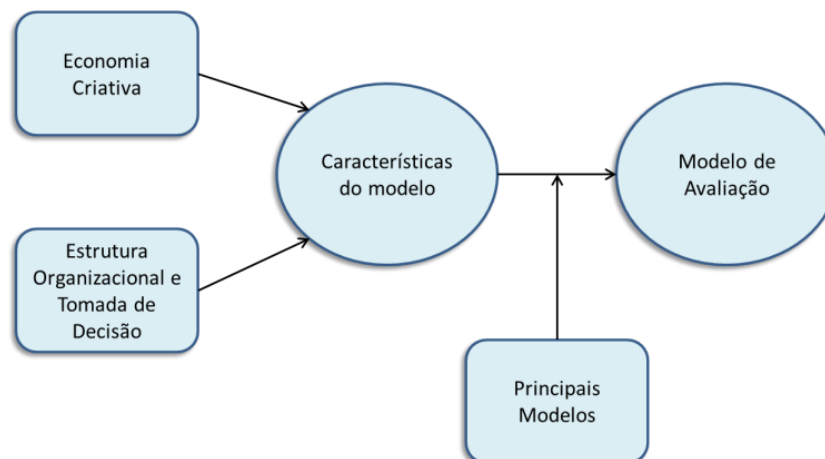 Economia
Criativa
Características
do modelo
Modelo de
Avaliação
Estrutura
Organizacional e
Tomada de
Decisão
Principais
Modelos